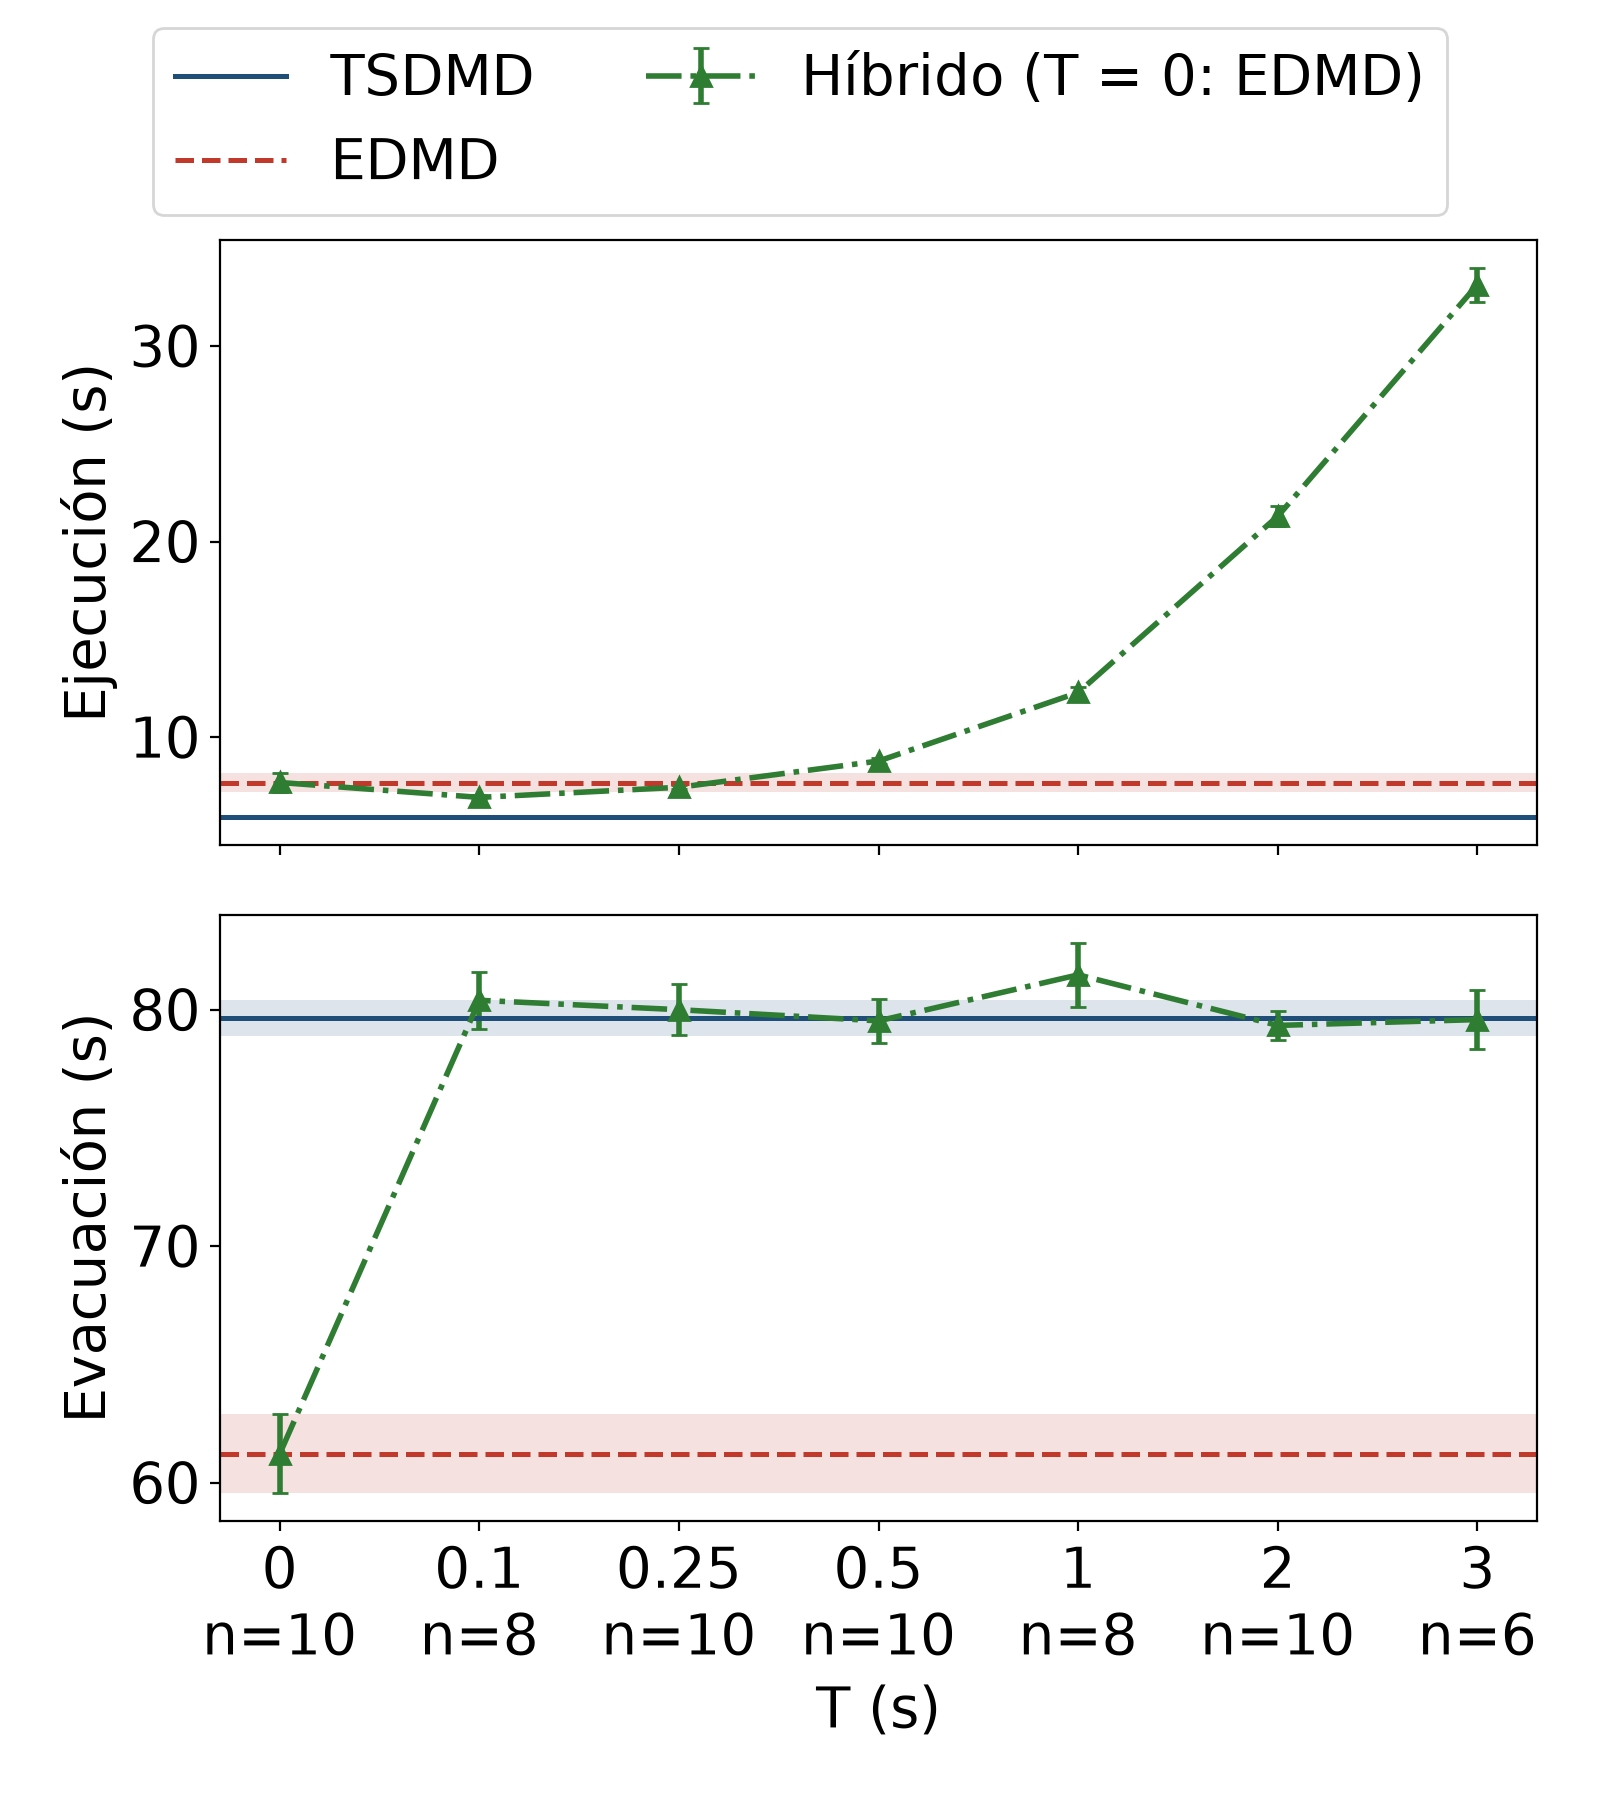 TSDMD
EDMD
Híbrido (T = 0: EDMD)
Ejecución (s)
30
20
10
Evacuación (s)
80
70
60
0 0.1 0.25 0.5 1 2 3
n=10 n=8 n=10 n=10 n=8 n=10 n=6
T (s)